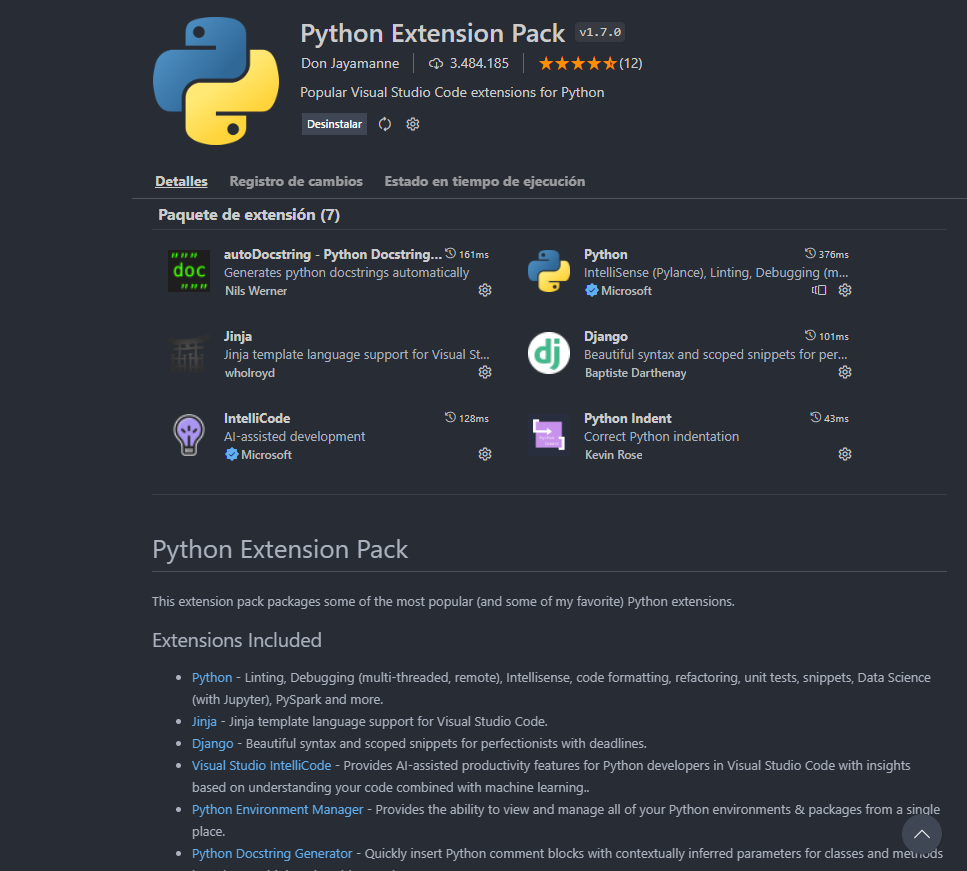 Python Extension Pack v1.7.0
Don Jayamanne 3.484.185 (12)
Popular Visual Studio Code extensions for Python
Desinstalar
Detalles Registro de cambios Estado en tiempo de ejecución
Paquete de extensión (7)
""" doc """
autoDocstring - Python Docstring... 161ms
Generates python docstrings automatically
Nils Werner
Python 376ms
IntelliSense (Pylance), Linting, Debugging (m...
Microsoft
Jinja
Jinja template language support for Visual St...
wholroyd
dj
Django 101ms
Beautiful syntax and scoped snippets for per...
Baptiste Darthenay
IntelliCode 128ms
AI-assisted development
Microsoft
Python Indent 43ms
Correct Python indentation
Kevin Rose
Python Extension Pack
This extension pack packages some of the most popular (and some of my favorite) Python extensions.
Extensions Included
• Python - Linting, Debugging (multi-threaded, remote), Intellisense, code formatting, refactoring, unit tests, snippets, Data Science
(with Jupyter), PySpark and more.
• Jinja - Jinja template language support for Visual Studio Code.
• Django - Beautiful syntax and scoped snippets for perfectionists with deadlines.
• Visual Studio IntelliCode - Provides AI-assisted productivity features for Python developers in Visual Studio Code with insights
based on understanding your code combined with machine learning..
• Python Environment Manager - Provides the ability to view and manage all of your Python environments & packages from a single
place.
• Python Docstring Generator - Quickly insert Python comment blocks with contextually inferred parameters for classes and methods